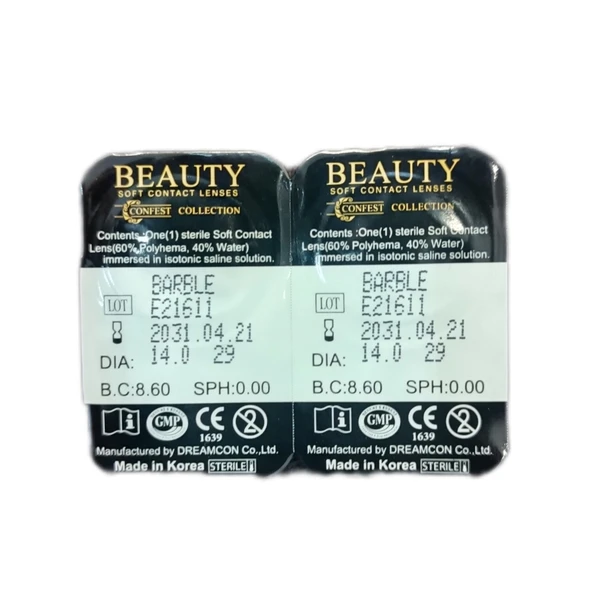 BEAUTY
SOFT CONTACT LENSES
CONFEST COLLECTION
Contents :One(1) sterile Soft Contact
Lens(60% Polyhema, 40% Water)
immersed in isotonic saline solution.
BARBLE
LOT E21611
2031.04.21
DIA: 14.0 29
B.C:8.60 SPH:0.00
GMP CE 1639
Manufactured by DREAMCON Co.,Ltd.
Made in Korea STERILE
BEAUTY
SOFT CONTACT LENSES
CONFEST COLLECTION
Contents :One(1) sterile Soft Contact
Lens(60% Polyhema, 40% Water)
immersed in isotonic saline solution.
BARBLE
LOT E21611
2031.04.21
DIA: 14.0 29
B.C:8.60 SPH:0.00
GMP CE 1639
Manufactured by DREAMCON Co.,Ltd.
Made in Korea STERILE